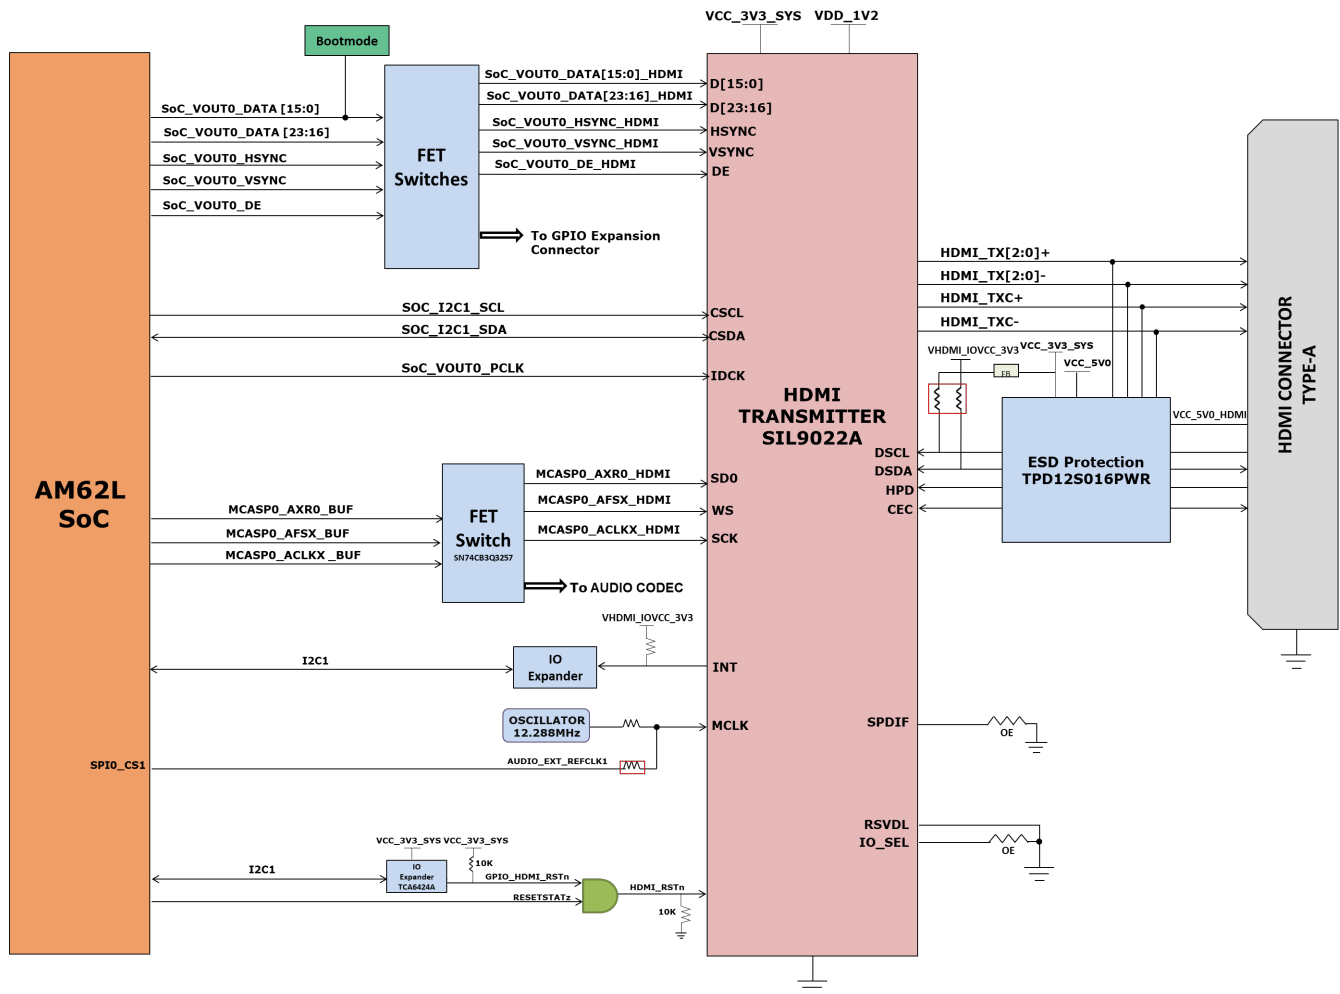 VCC_3V3_SYS
VDD_1V2
Bootmode
SoC_VOUT0_DATA [15:0]
SoC_VOUT0_DATA [23:16]
SoC_VOUT0_HSYNC
SoC_VOUT0_VSYNC
SoC_VOUT0_DE
FET
Switches
SoC_VOUT0_DATA[15:0]_HDMI
SoC_VOUT0_DATA[23:16]_HDMI
SoC_VOUT0_HSYNC_HDMI
SoC_VOUT0_VSYNC_HDMI
SoC_VOUT0_DE_HDMI
To GPIO Expansion
Connector
D[15:0]
D[23:16]
HSYNC
VSYNC
DE
SOC_I2C1_SCL
SOC_I2C1_SDA
SoC_VOUT0_PCLK
CSCL
CSDA
IDCK
HDMI
TRANSMITTER
SIL9022A
HDMI_TX[2:0]+
HDMI_TX[2:0]-
HDMI_TXC+
HDMI_TXC-
VHDMI_IOVCC_3V3
VCC_3V3_SYS
VCC_5V0
FB
VCC_5V0_HDMI
ESD Protection
TPD12S016PWR
HDMI CONNECTOR
TYPE-A
DSCL
DSDA
HPD
CEC
AM62L
SoC
MCASP0_AXR0_BUF
MCASP0_AFSX_BUF
MCASP0_ACLKX_BUF
FET
Switch
SN74CB3Q3257
MCASP0_AXR0_HDMI
MCASP0_AFSX_HDMI
MCASP0_ACLKX_HDMI
To AUDIO CODEC
SD0
WS
SCK
VHDMI_IOVCC_3V3
I2C1
IO
Expander
INT
OSCILLATOR
12.288MHz
MCLK
SPI0_CS1
AUDIO_EXT_REFCLK1
SPDIF
OE
RSVDL
IO_SEL
OE
VCC_3V3_SYS
VCC_3V3_SYS
I2C1
IO
Expander
TCA6424A
10K
GPIO_HDMI_RSTn
RESETSTATz
HDMI_RSTn
10K